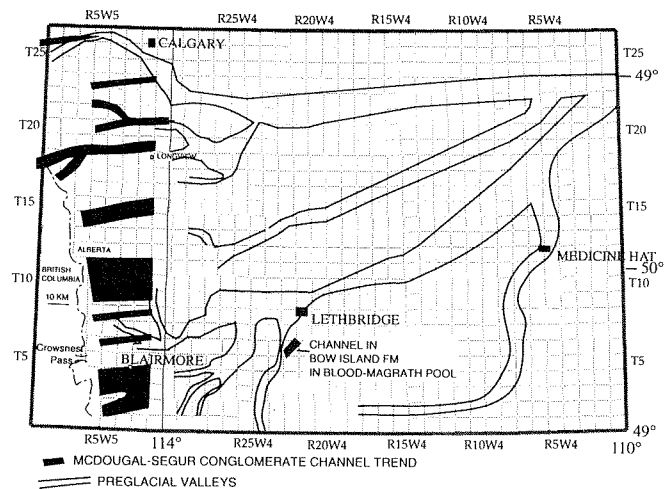 R5W5 R25W4 R20W4 R15W4 R10W4 R5W4
T25 CALGARY T25
49°
T20 T20
LONGVIEW
T15 T15
ALBERTA
MEDICINE HAT
BRITISH COLUMBIA
T10 50°
T10
10 KM
LETHBRIDGE
Crowsnest Pass
T5 BLAIRMORE T5
CHANNEL IN
BOW ISLAND FM
IN BLOOD-MAGRATH POOL
49°
R5W5 114° R25W4 R20W4 R15W4 R10W4 R5W4 110°
MCDOUGAL-SEGUR CONGLOMERATE CHANNEL TREND
PREGLACIAL VALLEYS